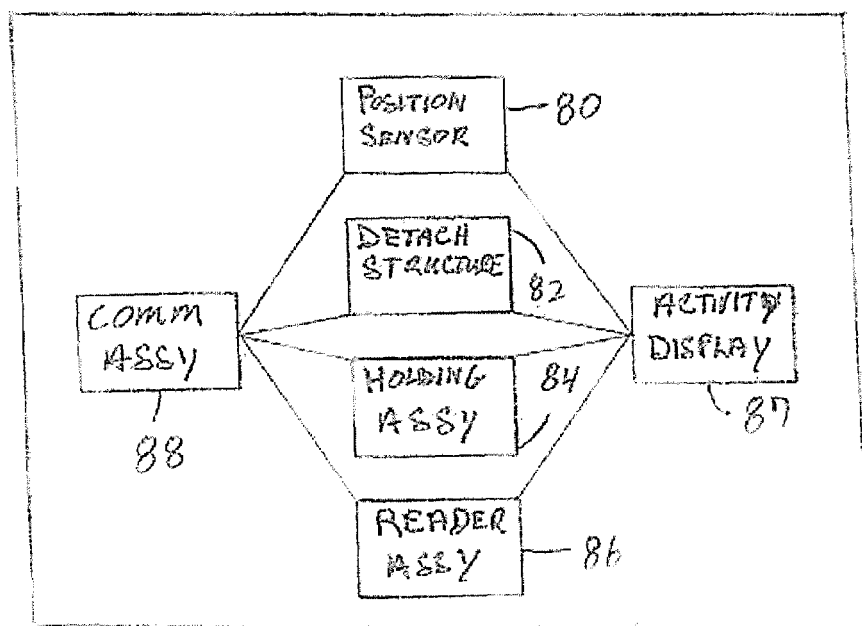 POSITION
SENSOR
80
DETACH
STRUCTURE
82
COMM
ASSY
88
ACTIVITY
DISPLAY
87
HOLDING
ASSY
84
READER
ASSY
86